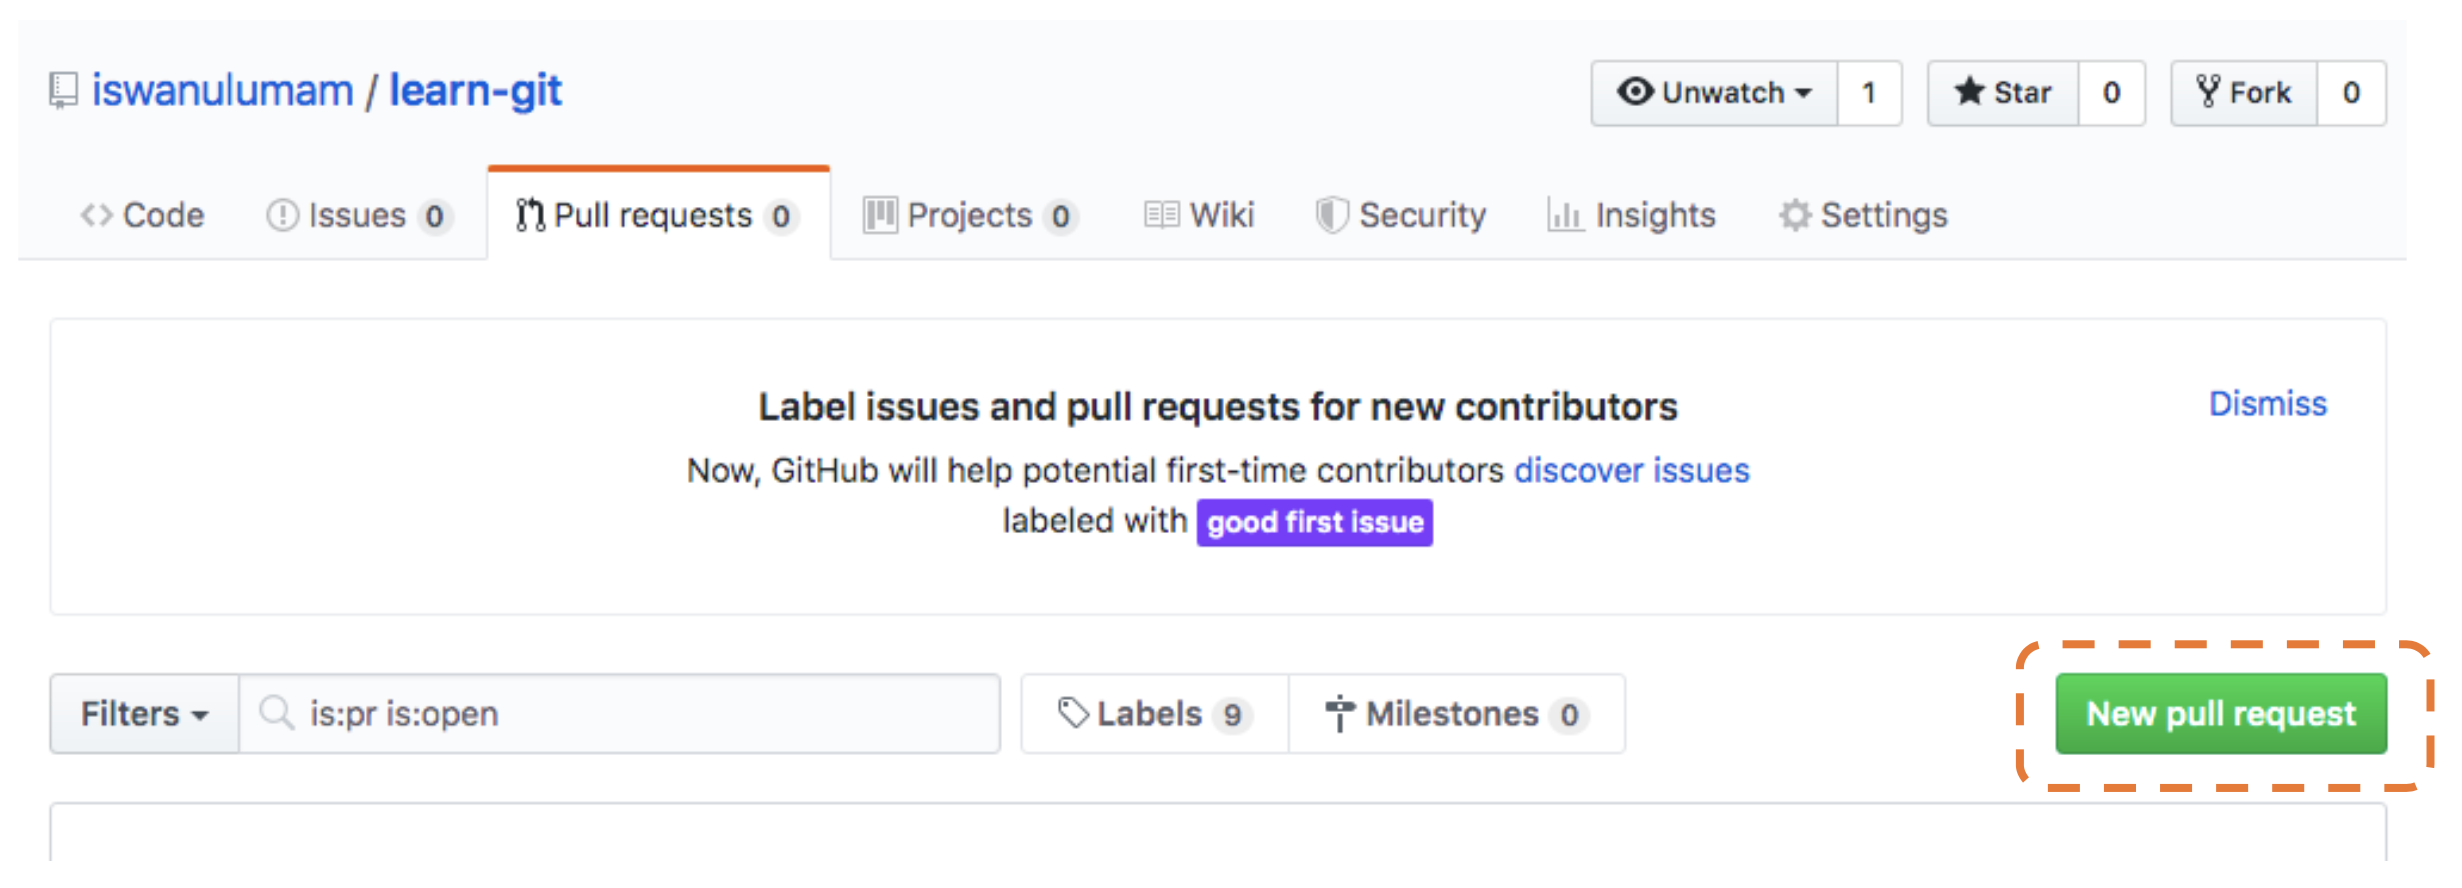 iswanulumam / learn-git
Unwatch 1 Star 0 Fork 0
Code Issues 0 Pull requests 0 Projects 0 Wiki Security Insights Settings
Label issues and pull requests for new contributors
Dismiss
Now, GitHub will help potential first-time contributors discover issues
labeled with good first issue
Filters is:pr is:open Labels 9 Milestones 0 New pull request